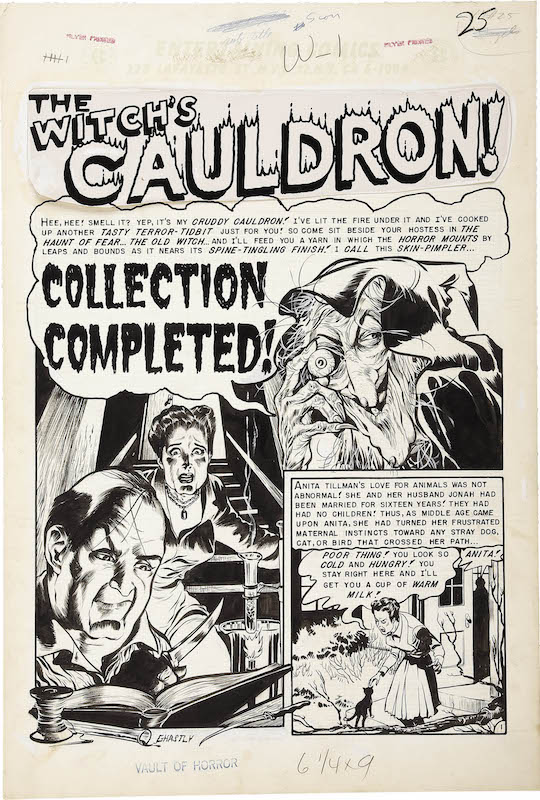 25
W-1
SILVER PRINTED
SILVER PRINTED
ENTERTAINING COMICS
THE
WITCH'S
CAULDRON!
HEE, HEE! SMELL IT? YEP, IT'S MY CRUDDY CAULDRON! I'VE LIT THE FIRE UNDER IT AND I'VE COOKED
UP ANOTHER TASTY TERROR-TIDBIT JUST FOR YOU! SO COME SIT BESIDE YOUR HOSTESS IN THE
HAUNT OF FEAR... THE OLD WITCH... AND I'LL FEED YOU A YARN IN WHICH THE HORROR MOUNTS BY
LEAPS AND BOUNDS AS IT NEARS ITS SPINE-TINGLING FINISH! I CALL THIS SKIN-PIMPLER...
COLLECTION
COMPLETED!
ANITA TILLMAN'S LOVE FOR ANIMALS WAS NOT
ABNORMAL! SHE AND HER HUSBAND JONAH HAD
BEEN MARRIED FOR SIXTEEN YEARS! THEY HAD
HAD NO CHILDREN! THUS, AS MIDDLE AGE CAME
UPON ANITA, SHE HAD TURNED HER FRUSTRATED
MATERNAL INSTINCTS TOWARD ANY STRAY DOG,
CAT, OR BIRD THAT CROSSED HER PATH...
POOR THING! YOU LOOK SO
COLD AND HUNGRY! YOU
STAY RIGHT HERE AND I'LL
GET YOU A CUP OF WARM
MILK!
ANITA!
GHASTLY
1
VAULT OF HORROR
6 1/4 x 9